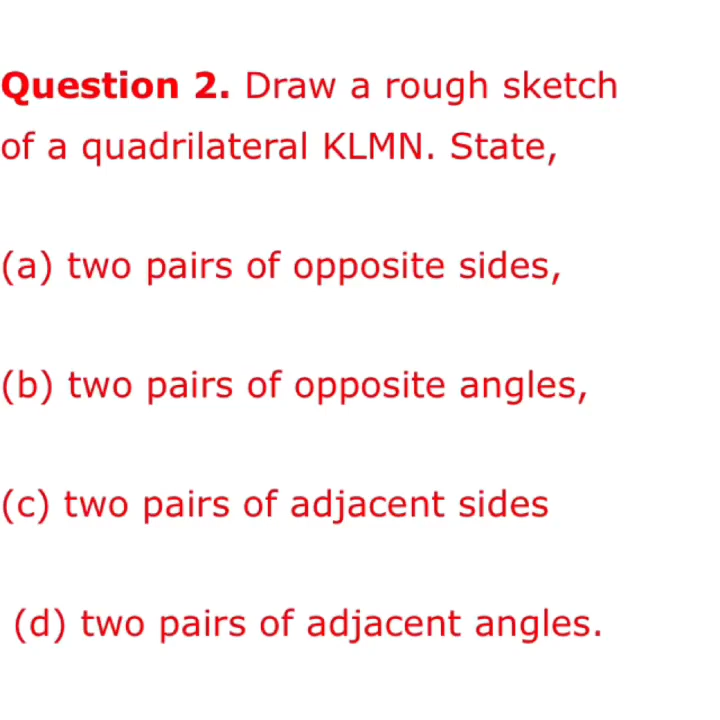 Question 2. Draw a rough sketch
of a quadrilateral KLMN. State,
(a) two pairs of opposite sides,
(b) two pairs of opposite angles,
(c) two pairs of adjacent sides
(d) two pairs of adjacent angles.